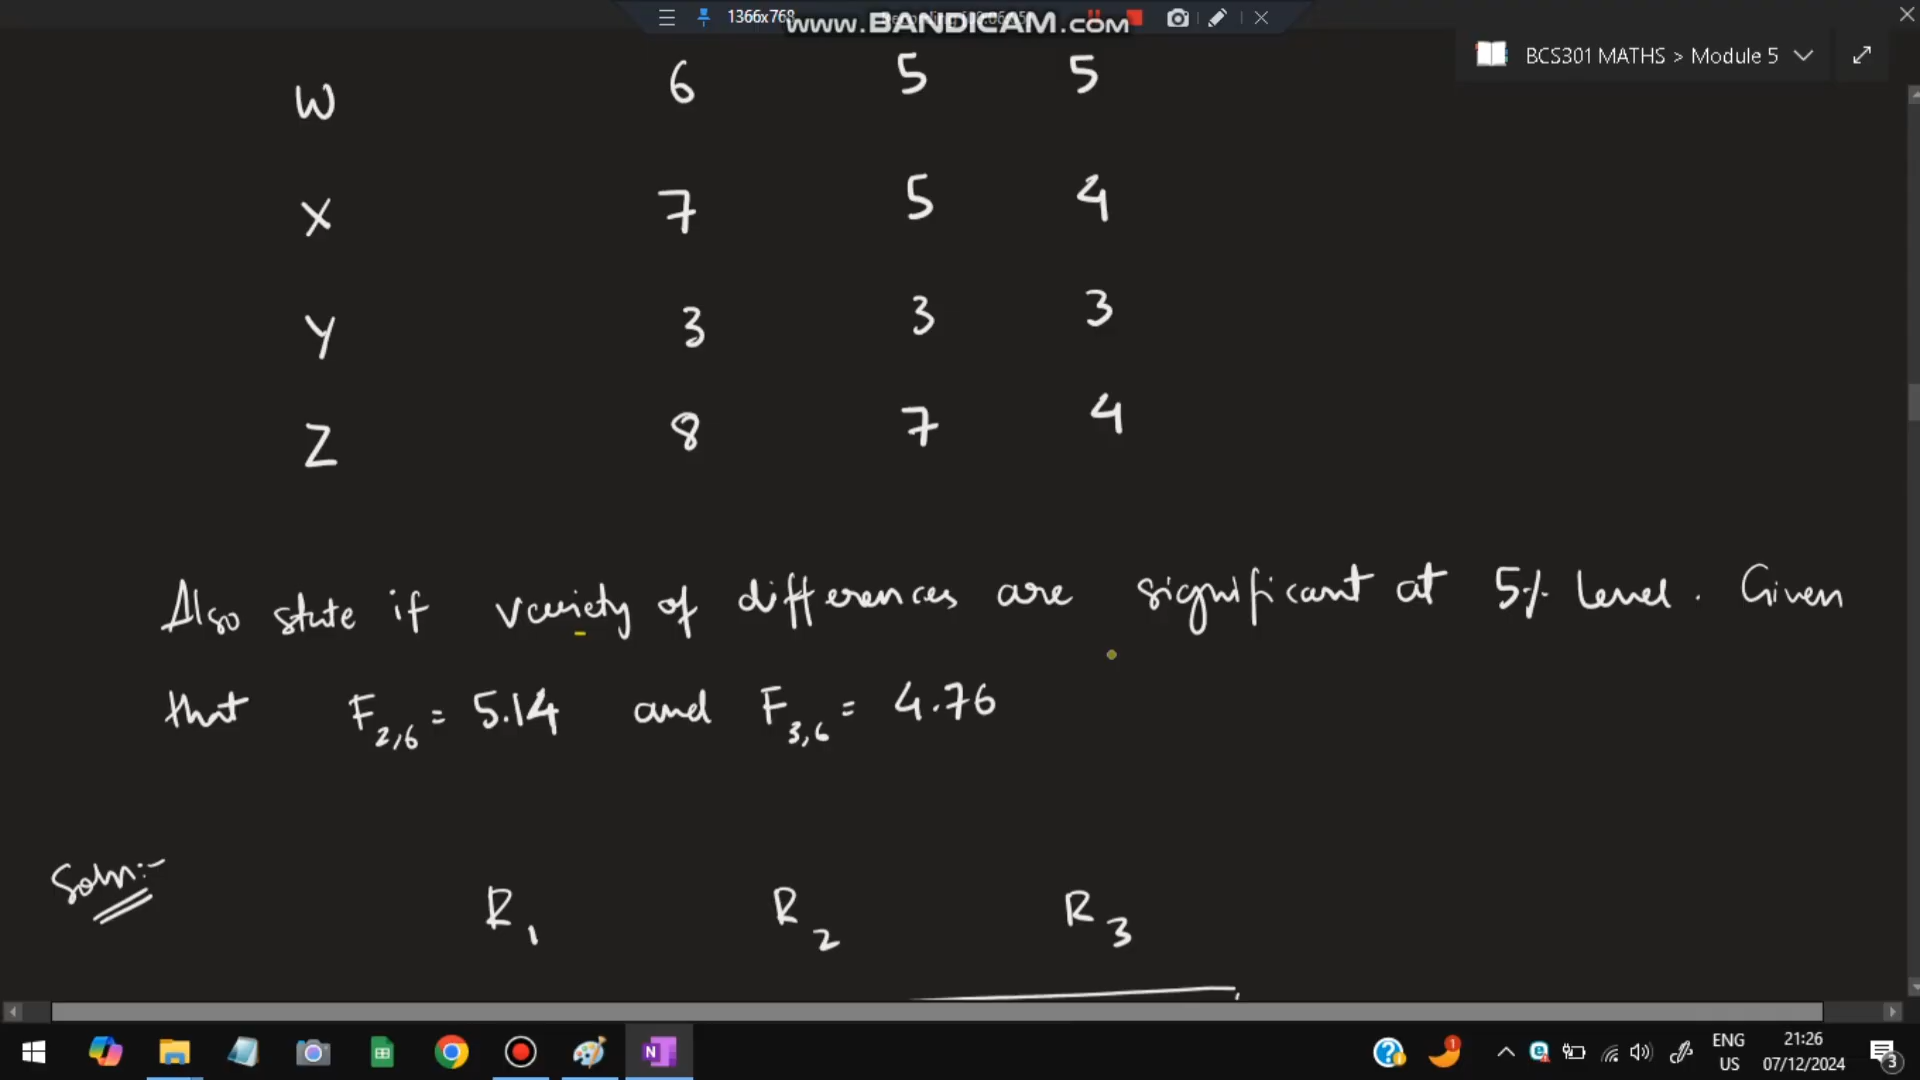 1366x768
www.BANDICAM.com
BCS301 MATHS > Module 5
W 6 5 5
X 7 5 4
Y 3 3 3
Z 8 7 4
Also state if variety of differences are significant at 5% level. Given
that F2,6 = 5.14 and F3,6 = 4.76
Soln:-
R1 R2 R3
ENG 21:26
US 07/12/2024
3